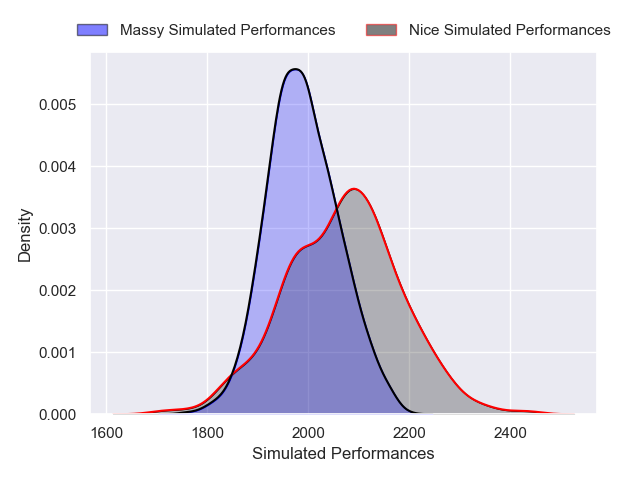 Massy Simulated Performances Nice Simulated Performances
0.005
0.004
0.003
0.002
0.001
0.000
Density
1600 1800 2000 2200 2400
Simulated Performances